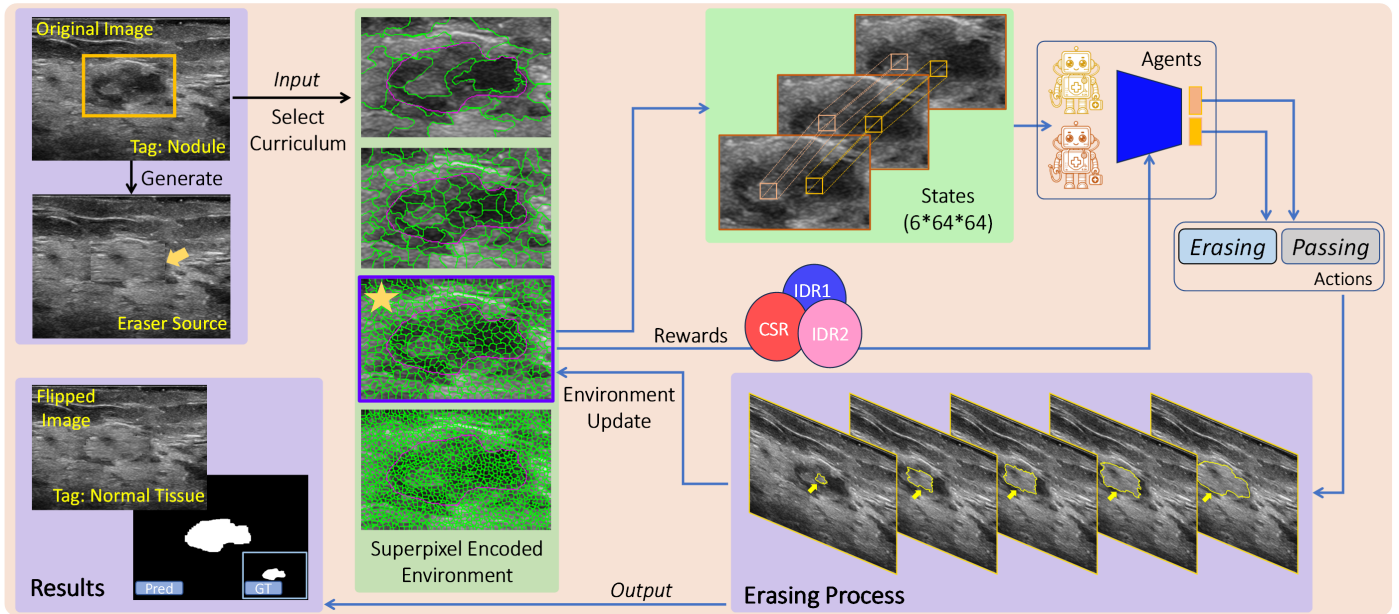 Original Image
Tag: Nodule
Generate
Eraser Source
Input
Select
Curriculum
Superpixel Encoded
Environment
States
(6*64*64)
Agents
Erasing
Passing
Actions
Rewards
IDR1
CSR
IDR2
Environment
Update
Erasing Process
Output
Flipped
Image
Tag: Normal Tissue
Pred
GT
Results